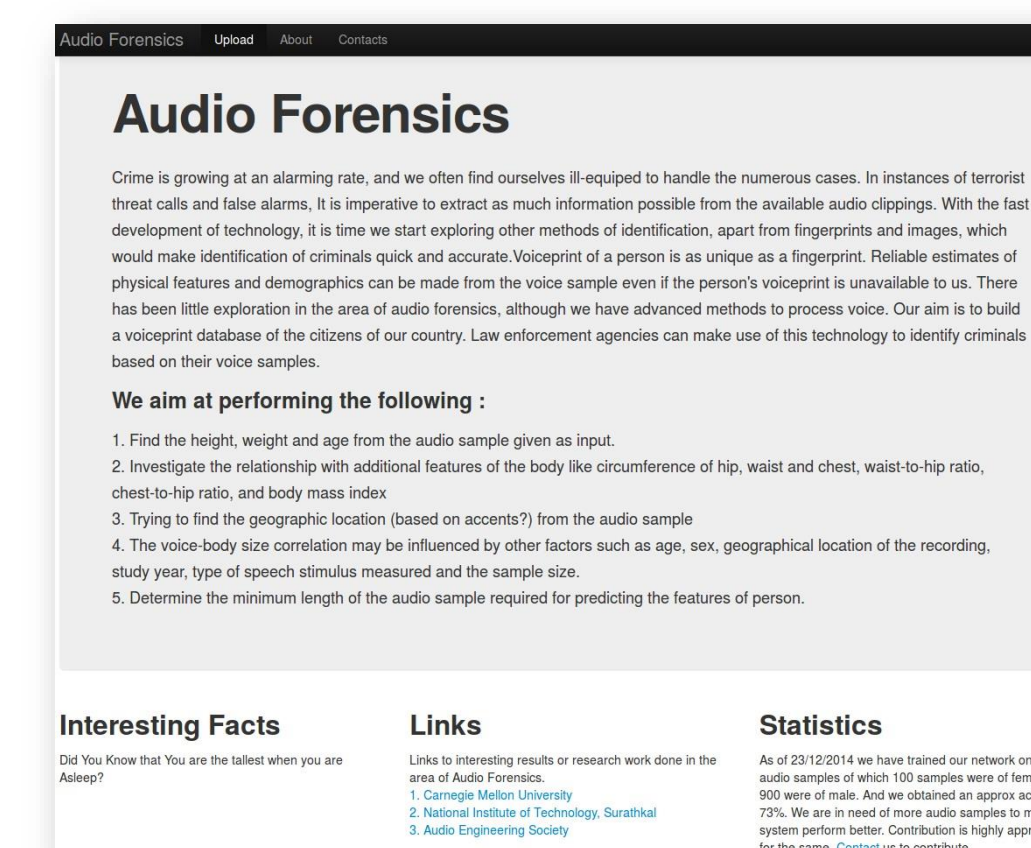 Audio Forensics Upload About Contacts
Audio Forensics
Crime is growing at an alarming rate, and we often find ourselves ill-equiped to handle the numerous cases. In instances of terrorist
threat calls and false alarms, It is imperative to extract as much information possible from the available audio clippings. With the fast
development of technology, it is time we start exploring other methods of identification, apart from fingerprints and images, which
would make identification of criminals quick and accurate.Voiceprint of a person is as unique as a fingerprint. Reliable estimates of
physical features and demographics can be made from the voice sample even if the person's voiceprint is unavailable to us. There
has been little exploration in the area of audio forensics, although we have advanced methods to process voice. Our aim is to build
a voiceprint database of the citizens of our country. Law enforcement agencies can make use of this technology to identify criminals
based on their voice samples.
We aim at performing the following :
1. Find the height, weight and age from the audio sample given as input.
2. Investigate the relationship with additional features of the body like circumference of hip, waist and chest, waist-to-hip ratio,
chest-to-hip ratio, and body mass index
3. Trying to find the geographic location (based on accents?) from the audio sample
4. The voice-body size correlation may be influenced by other factors such as age, sex, geographical location of the recording,
study year, type of speech stimulus measured and the sample size.
5. Determine the minimum length of the audio sample required for predicting the features of person.
Interesting Facts
Did You Know that You are the tallest when you are
Asleep?
Links
Links to interesting results or research work done in the
area of Audio Forensics.
1. Carnegie Mellon University
2. National Institute of Technology, Surathkal
3. Audio Engineering Society
Statistics
As of 23/12/2014 we have trained our network on
audio samples of which 100 samples were of fem
900 were of male. And we obtained an approx ac
73%. We are in need of more audio samples to m
system perform better. Contribution is highly appr
for the same. Contact us to contribute